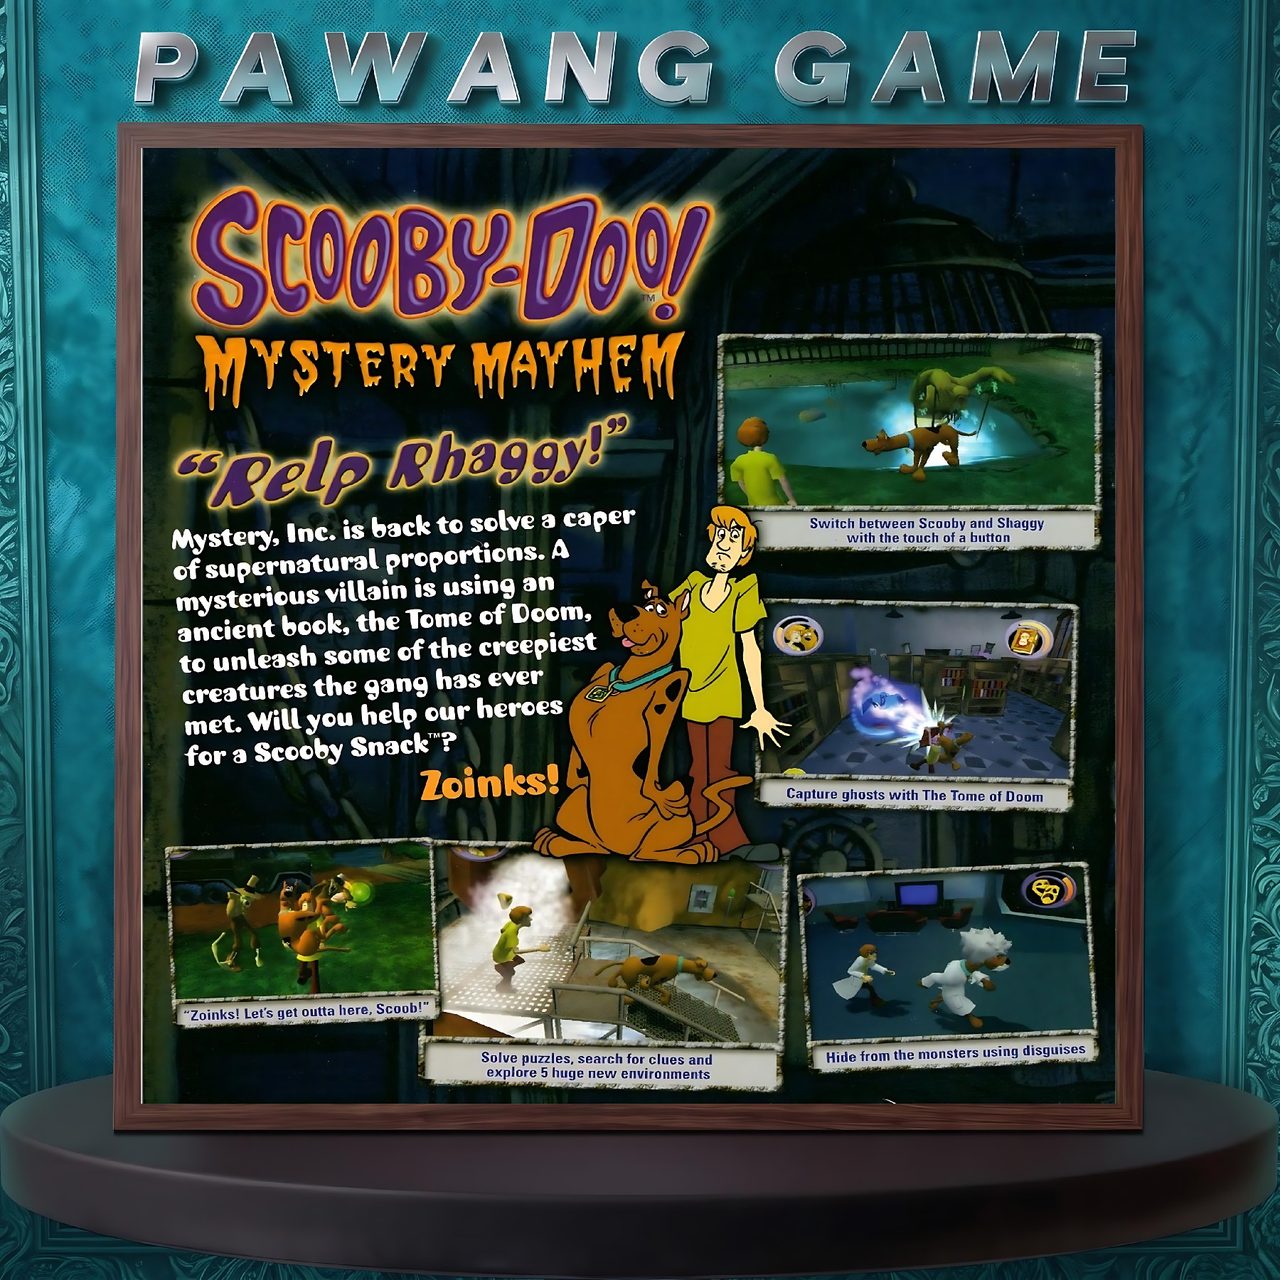 PAWANG GAME
SCOOBY-DOO!
TM
MYSTERY MAYHEM
"Relp Rhaggy!"
Mystery, Inc. is back to solve a caper
of supernatural proportions. A
mysterious villain is using an
ancient book, the Tome of Doom,
to unleash some of the creepiest
creatures the gang has ever
met. Will you help our heroes
for a Scooby Snack™?
Zoinks!
Switch between Scooby and Shaggy
with the touch of a button
Capture ghosts with The Tome of Doom
"Zoinks! Let's get outta here, Scoob!"
Solve puzzles, search for clues and
explore 5 huge new environments
Hide from the monsters using disguises